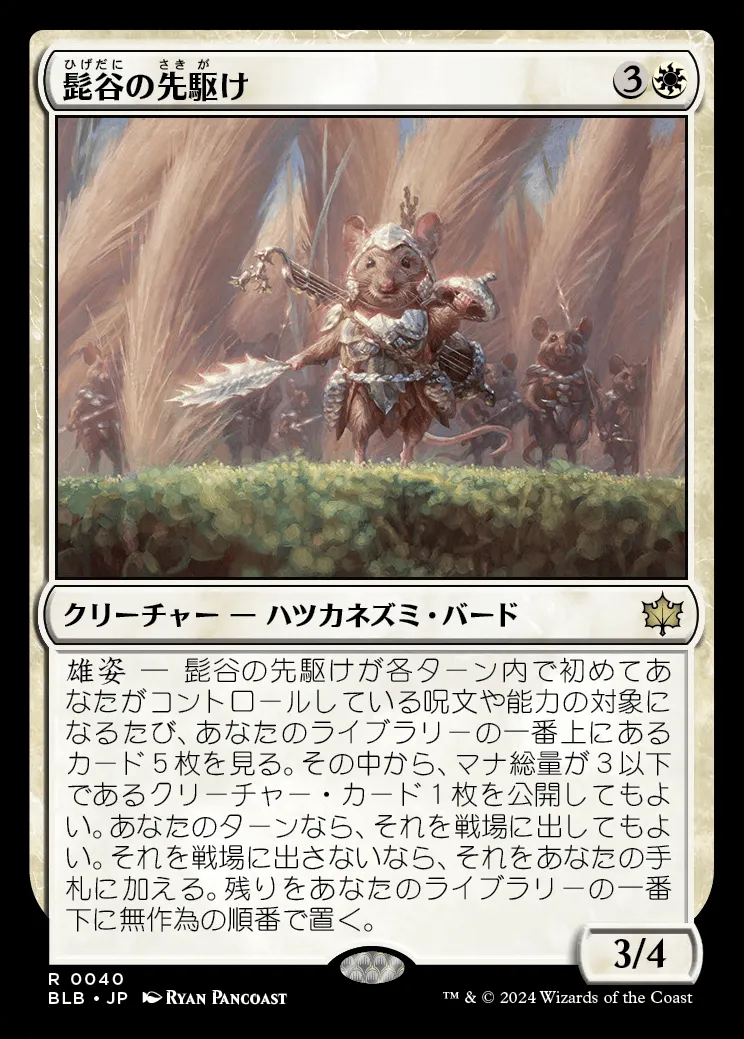 ひげだに さきが
髭谷の先駆け
3
クリーチャー — ハツカネズミ・バード
雄姿 — 髭谷の先駆けが各ターン内で初めてあ
なたがコントロールしている呪文や能力の対象に
なるたび、あなたのライブラリーの一番上にある
カード5枚を見る。その中から、マナ総量が3以下
であるクリーチャー・カード1枚を公開してもよ
い。あなたのターンなら、それを戦場に出してもよ
い。それを戦場に出さないなら、それをあなたの手
札に加える。残りをあなたのライブラリーの一番
下に無作為の順番で置く。
3/4
R 0040
BLB • JP RYAN PANCOAST
™ & © 2024 Wizards of the Coast